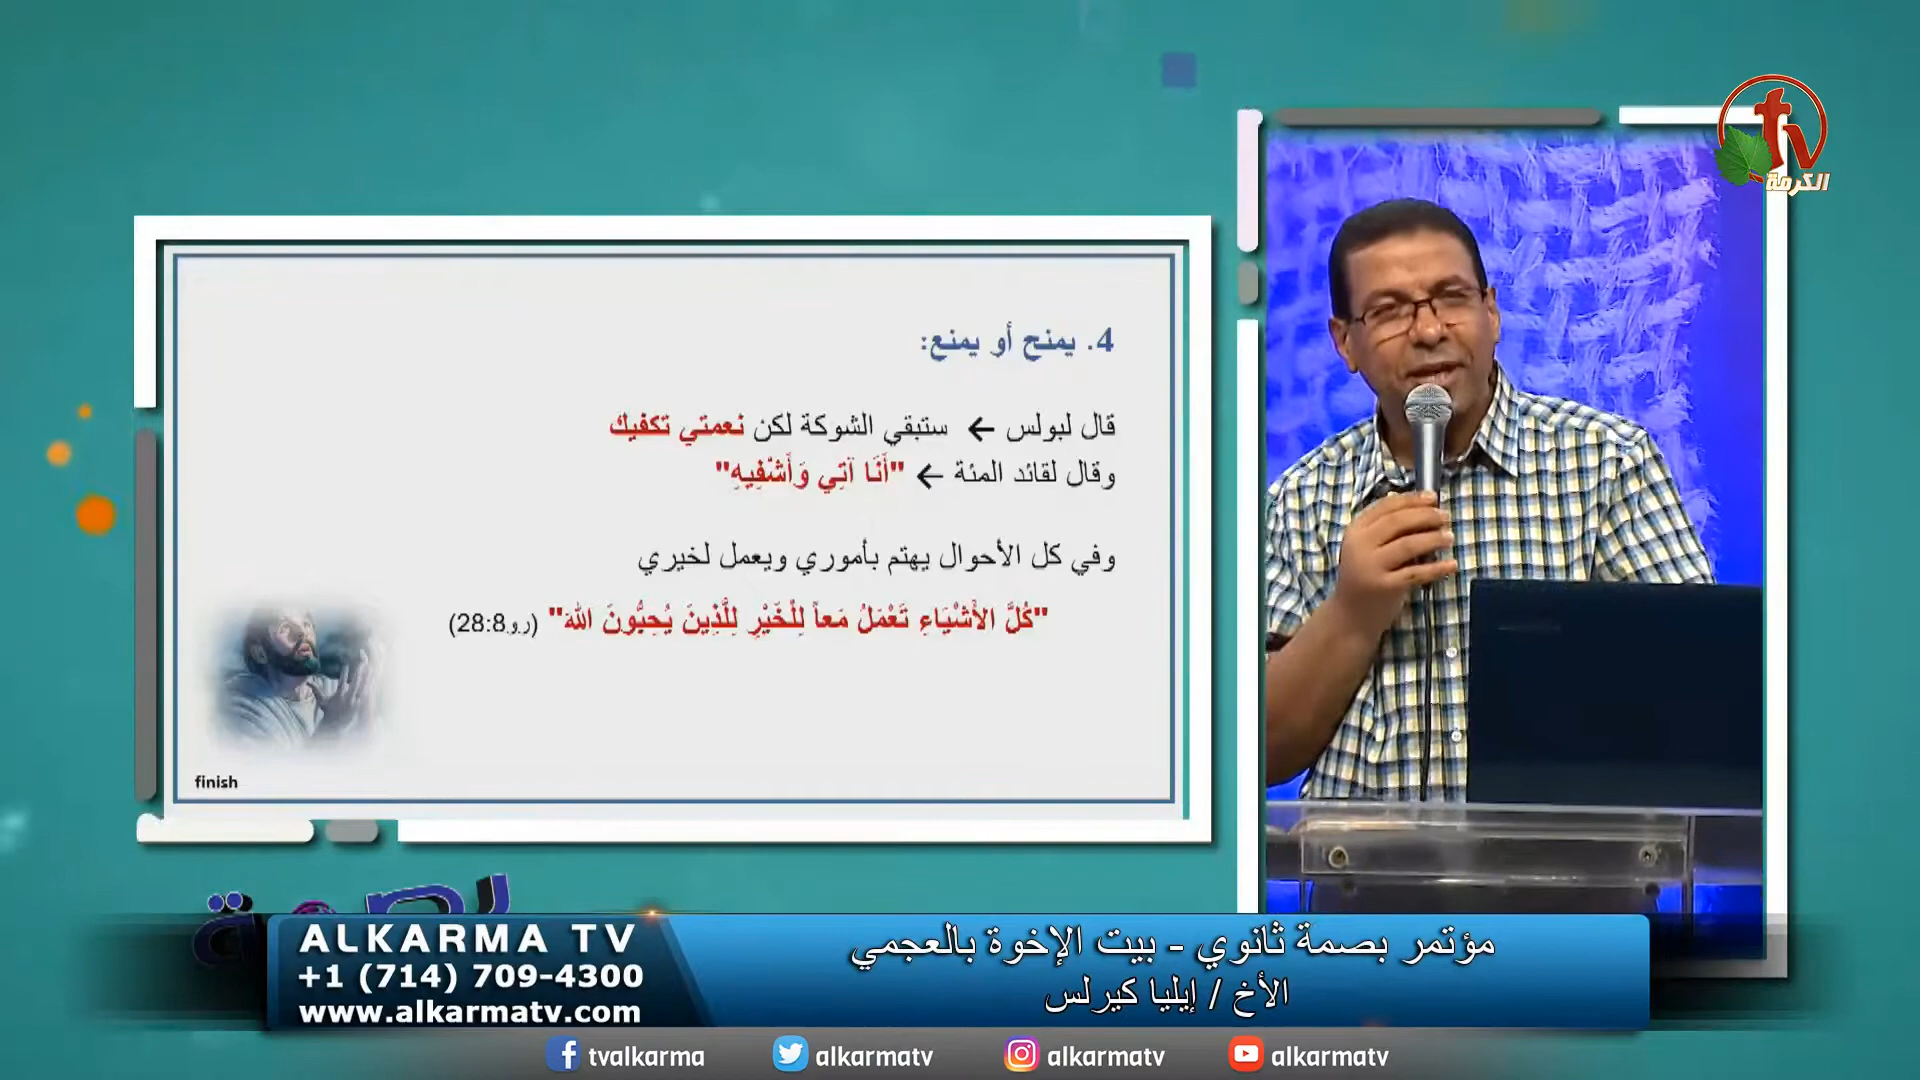 tv
الكرمة
4. يمنح أو يمنع:
قال لبولس ← ستبقي الشوكة لكن نعمتي تكفيك
وقال لقائد المئة ← "أَنَا آتِي وَأَشْفِيهِ"
وفي كل الأحوال يهتم بأموري ويعمل لخيري
"كُلَّ الأَشْيَاءِ تَعْمَلُ مَعاً لِلْخَيْرِ لِلَّذِينَ يُحِبُّونَ اللهَ" (رو8:28)
finish
بصمة
ALKARMA TV
+1 (714) 709-4300
www.alkarmatv.com
مؤتمر بصمة ثانوي - بيت الإخوة بالعجمي
الأخ / إيليا كيرلس
tvalkarma
alkarmatv
alkarmatv
alkarmatv